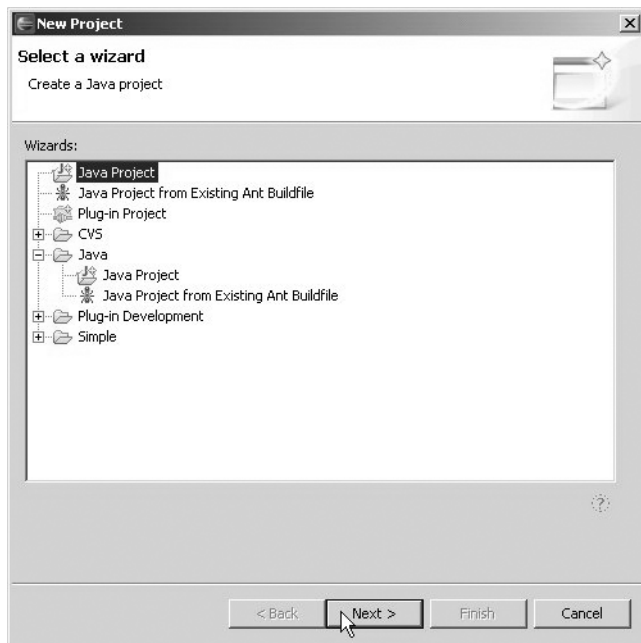 New Project
Select a wizard
Create a Java project
Wizards:
Java Project
Java Project from Existing Ant Buildfile
Plug-in Project
CVS
Java
Java Project
Java Project from Existing Ant Buildfile
Plug-in Development
Simple
< Back Next > Finish Cancel